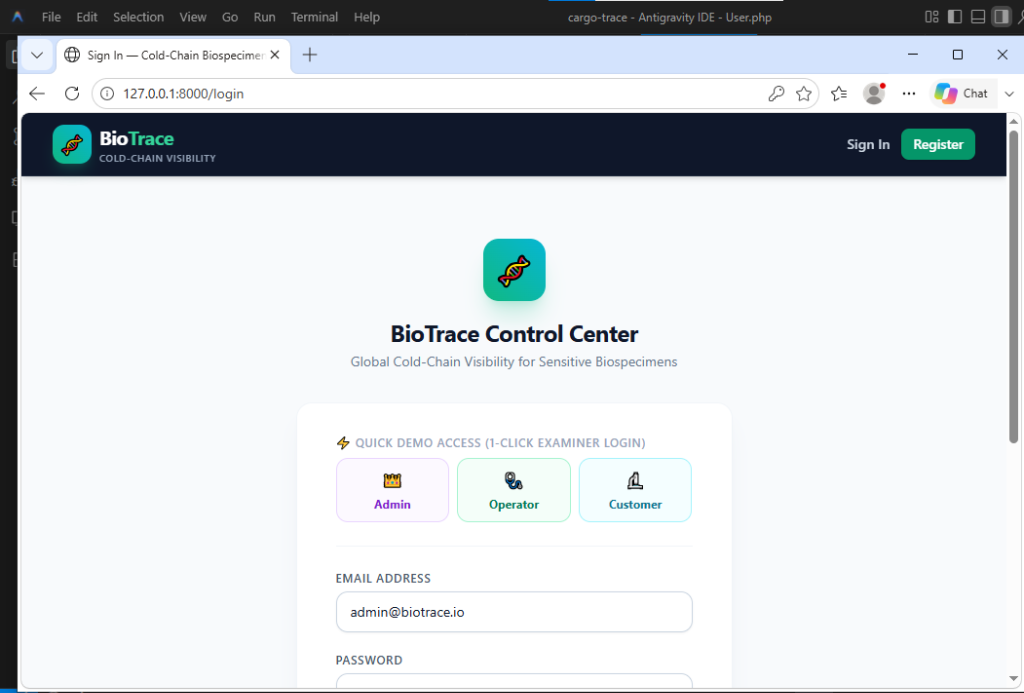 File Edit Selection View Go Run Terminal Help
cargo-trace - Antigravity IDE - User.php
Sign In — Cold-Chain Biospecimen
127.0.0.1:8000/login
Chat
BioTrace
COLD-CHAIN VISIBILITY
Sign In
Register
BioTrace Control Center
Global Cold-Chain Visibility for Sensitive Biospecimens
⚡ QUICK DEMO ACCESS (1-CLICK EXAMINER LOGIN)
Admin
Operator
Customer
EMAIL ADDRESS
admin@biotrace.io
PASSWORD